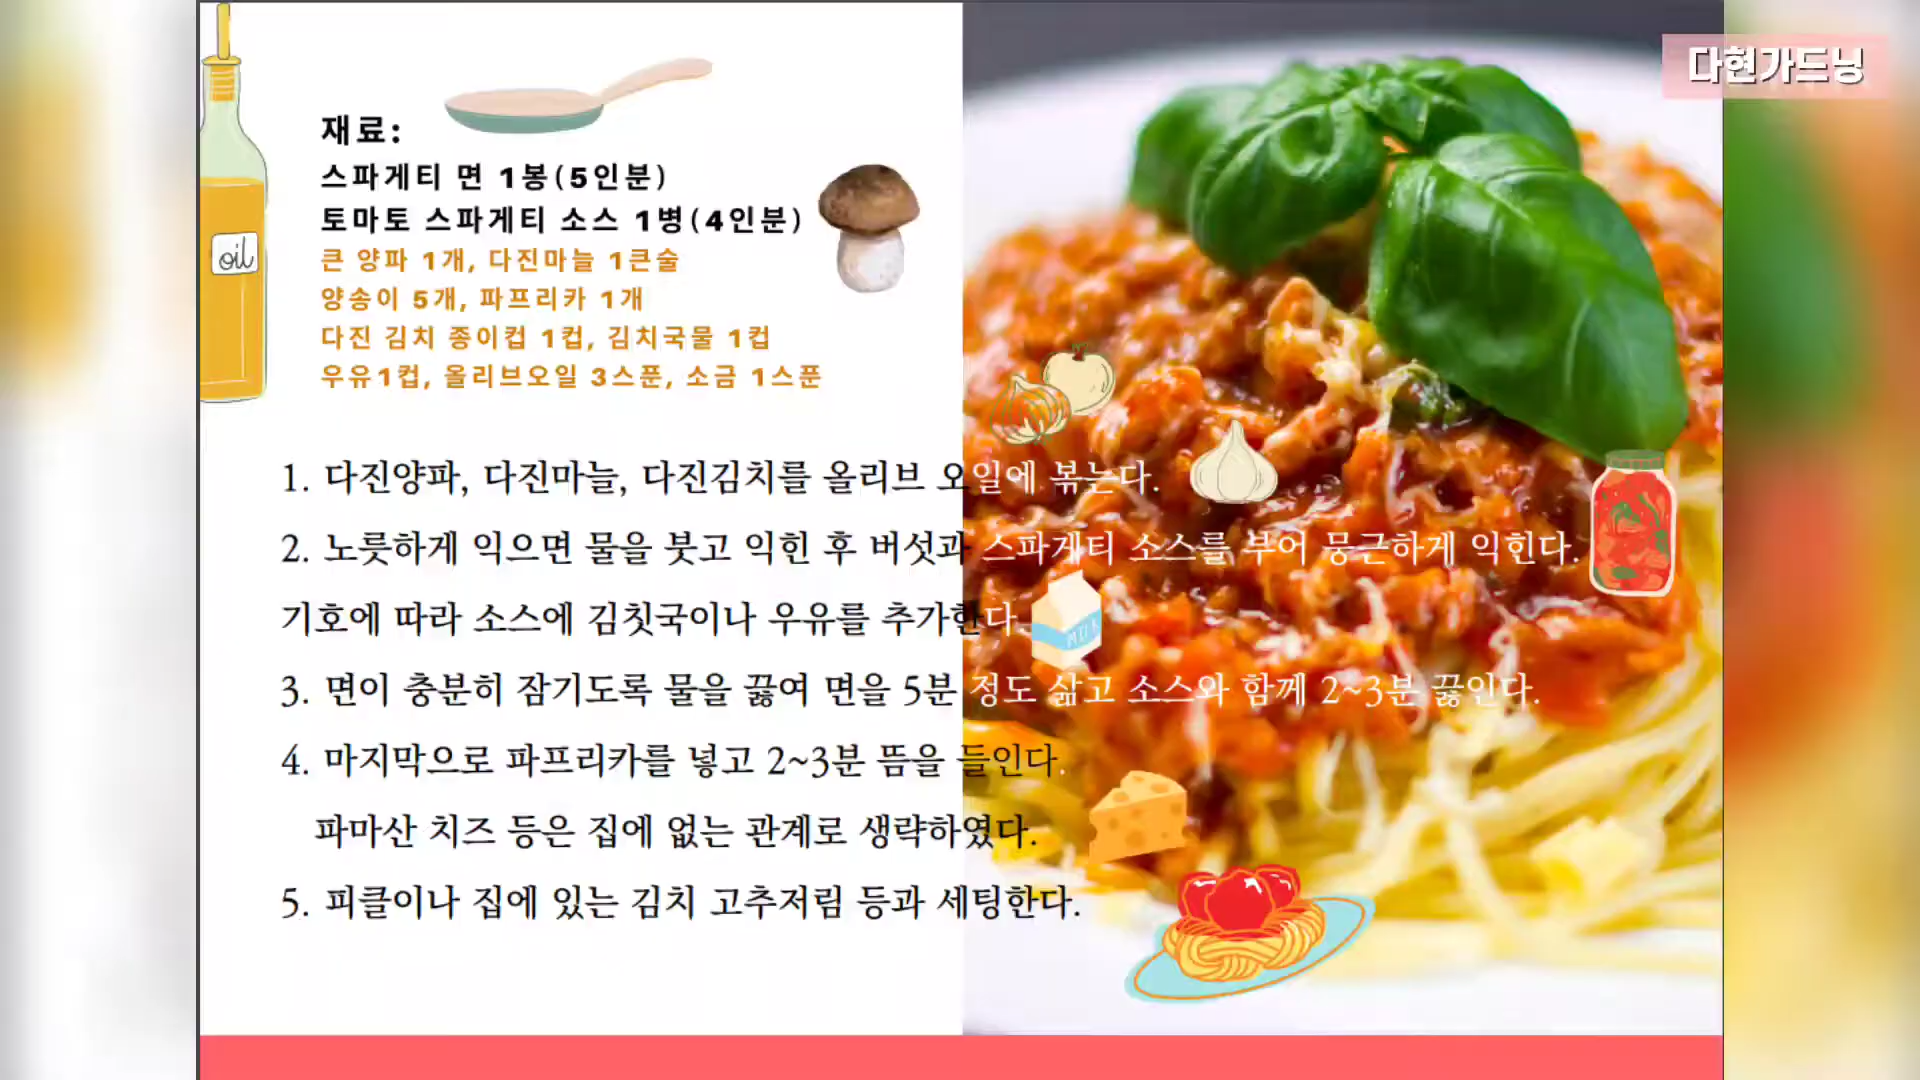 다현가드닝
재료:
스파게티 면 1봉(5인분)
토마토 스파게티 소스 1병(4인분)
큰 양파 1개, 다진마늘 1큰술
양송이 5개, 파프리카 1개
다진 김치 종이컵 1컵, 김치국물 1컵
우유1컵, 올리브오일 3스푼, 소금 1스푼
oil
1. 다진양파, 다진마늘, 다진김치를 올리브 오일에 볶는다.
2. 노릇하게 익으면 물을 붓고 익힌 후 버섯과 스파게티 소스를 부어 뭉근하게 익힌다.
기호에 따라 소스에 김칫국이나 우유를 추가한다.
MILK
3. 면이 충분히 잠기도록 물을 끓여 면을 5분 정도 삶고 소스와 함께 2~3분 끓인다.
4. 마지막으로 파프리카를 넣고 2~3분 뜸을 들인다.
파마산 치즈 등은 집에 없는 관계로 생략하였다.
5. 피클이나 집에 있는 김치 고추저림 등과 세팅한다.